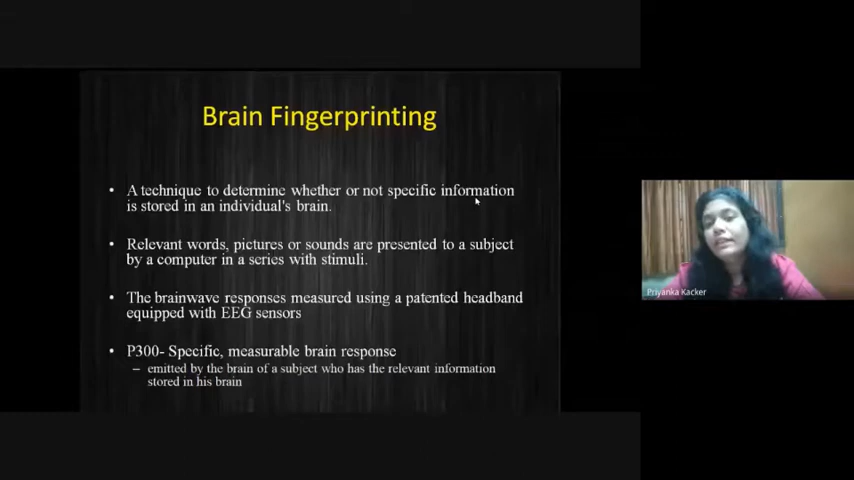 Brain Fingerprinting
• A technique to determine whether or not specific information
is stored in an individual's brain.
• Relevant words, pictures or sounds are presented to a subject
by a computer in a series with stimuli.
• The brainwave responses measured using a patented headband
equipped with EEG sensors
• P300- Specific, measurable brain response
– emitted by the brain of a subject who has the relevant information
stored in his brain
Priyanka Kacker